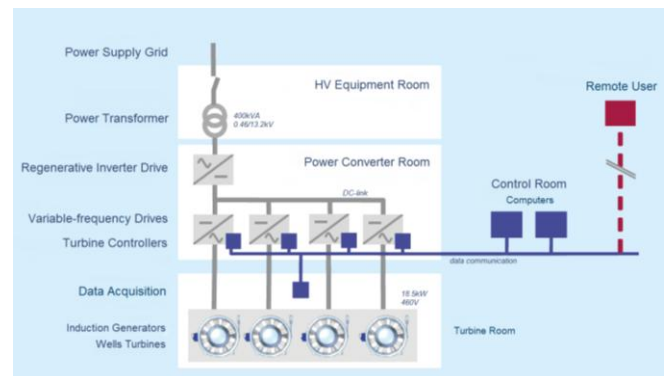 Power Supply Grid
HV Equipment Room
Remote User
Power Transformer
400kVA
0.46/13.2kV
Regenerative Inverter Drive
Power Converter Room
DC-link
Control Room
Computers
Variable-frequency Drives
Turbine Controllers
data communication
Data Acquisition
18.5kW
460V
Induction Generators
Wells Turbines
Turbine Room